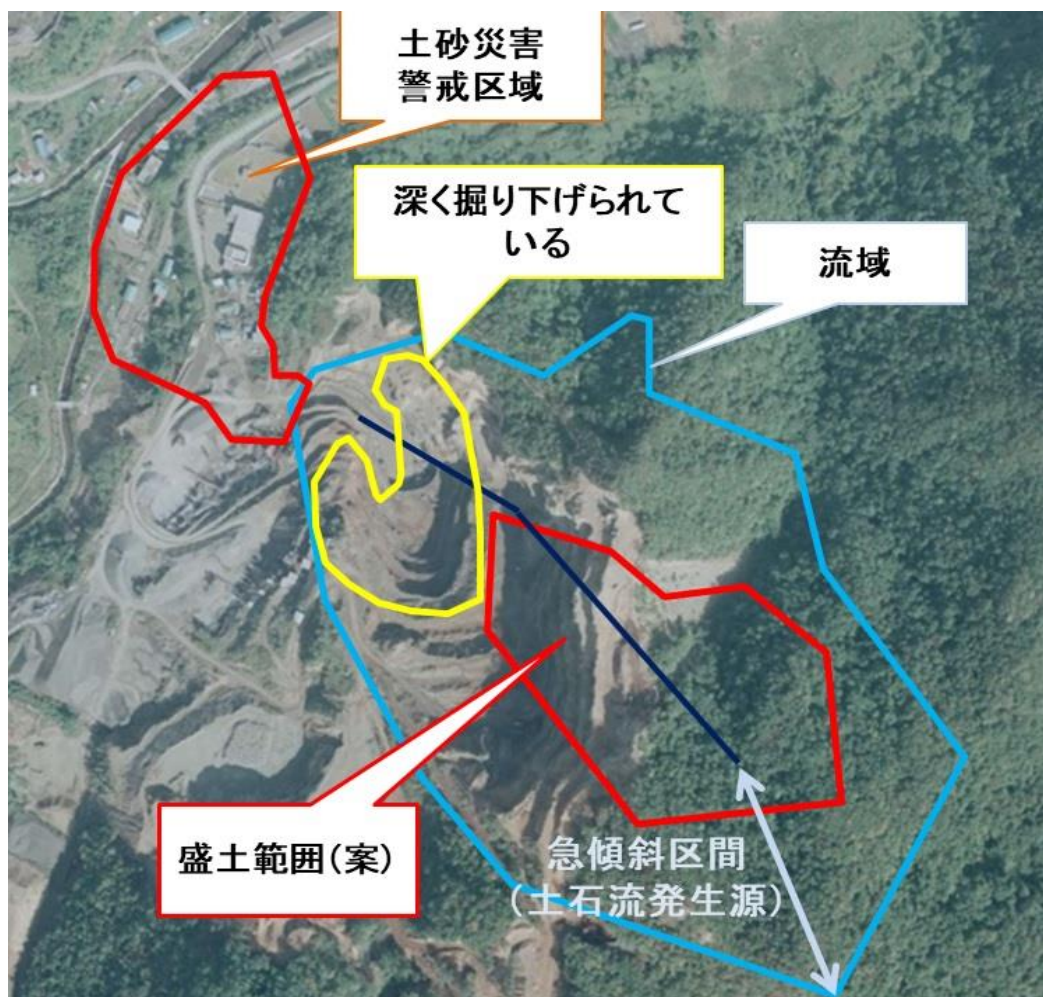 土砂災害
警戒区域
深く掘り下げられて
いる
流域
盛土範囲(案)
急傾斜区間
(土石流発生源)